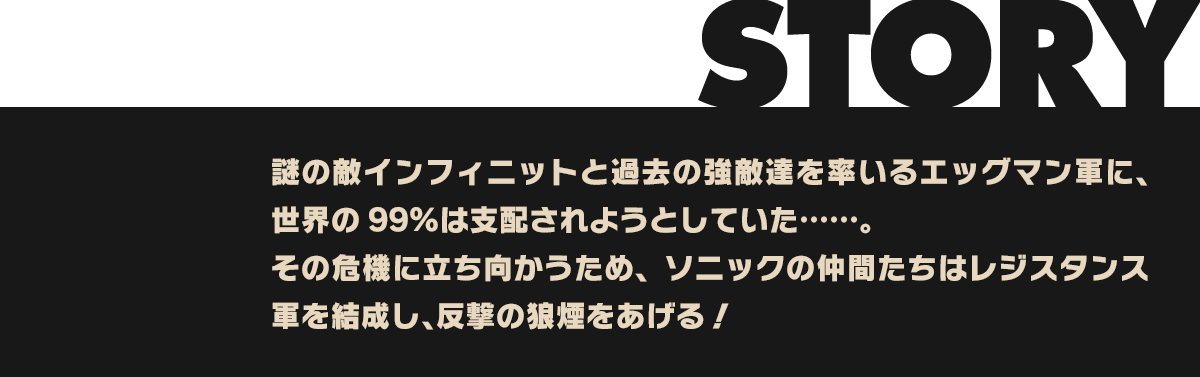 STORY
謎の敵インフィニットと過去の強敵達を率いるエッグマン軍に、
世界の 99%は支配されようとしていた……。
その危機に立ち向かうため、ソニックの仲間たちはレジスタンス
軍を結成し、反撃の狼煙をあげる！